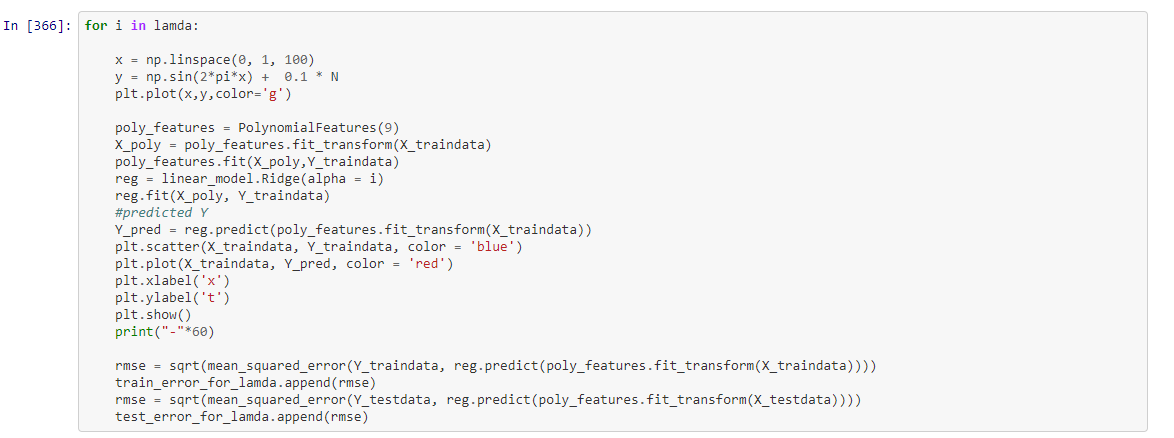 In [366]: for i in lamda:
x = np.linspace(0, 1, 100)
y = np.sin(2*pi*x) +  0.1 * N
plt.plot(x,y,color='g')
poly_features = PolynomialFeatures(9)
X_poly = poly_features.fit_transform(X_traindata)
poly_features.fit(X_poly,Y_traindata)
reg = linear_model.Ridge(alpha = i)
reg.fit(X_poly, Y_traindata)
#predicted Y
Y_pred = reg.predict(poly_features.fit_transform(X_traindata))
plt.scatter(X_traindata, Y_traindata, color = 'blue')
plt.plot(X_traindata, Y_pred, color = 'red')
plt.xlabel('x')
plt.ylabel('t')
plt.show()
print("-"*60)
rmse = sqrt(mean_squared_error(Y_traindata, reg.predict(poly_features.fit_transform(X_traindata))))
train_error_for_lamda.append(rmse)
rmse = sqrt(mean_squared_error(Y_testdata, reg.predict(poly_features.fit_transform(X_testdata))))
test_error_for_lamda.append(rmse)